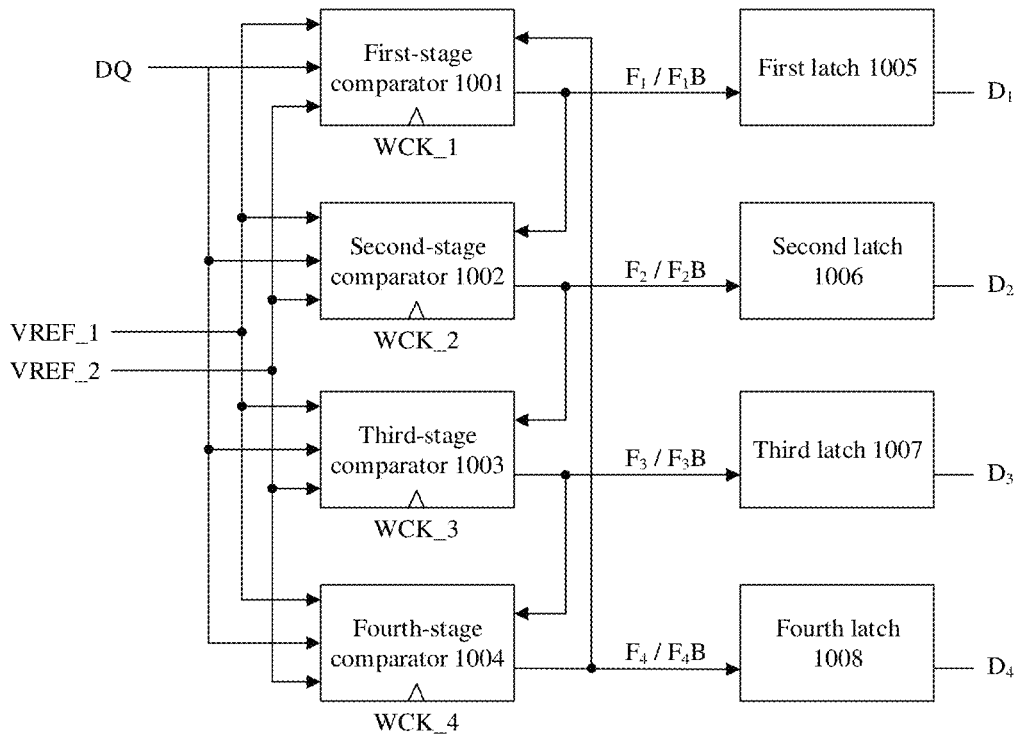 DQ
VREF_1
VREF_2
First-stage
comparator 1001
WCK_1
F₁ / F₁B
First latch 1005
D₁
Second-stage
comparator 1002
WCK_2
F₂ / F₂B
Second latch
1006
D₂
Third-stage
comparator 1003
WCK_3
F₃ / F₃B
Third latch 1007
D₃
Fourth-stage
comparator 1004
WCK_4
F₄ / F₄B
Fourth latch
1008
D₄